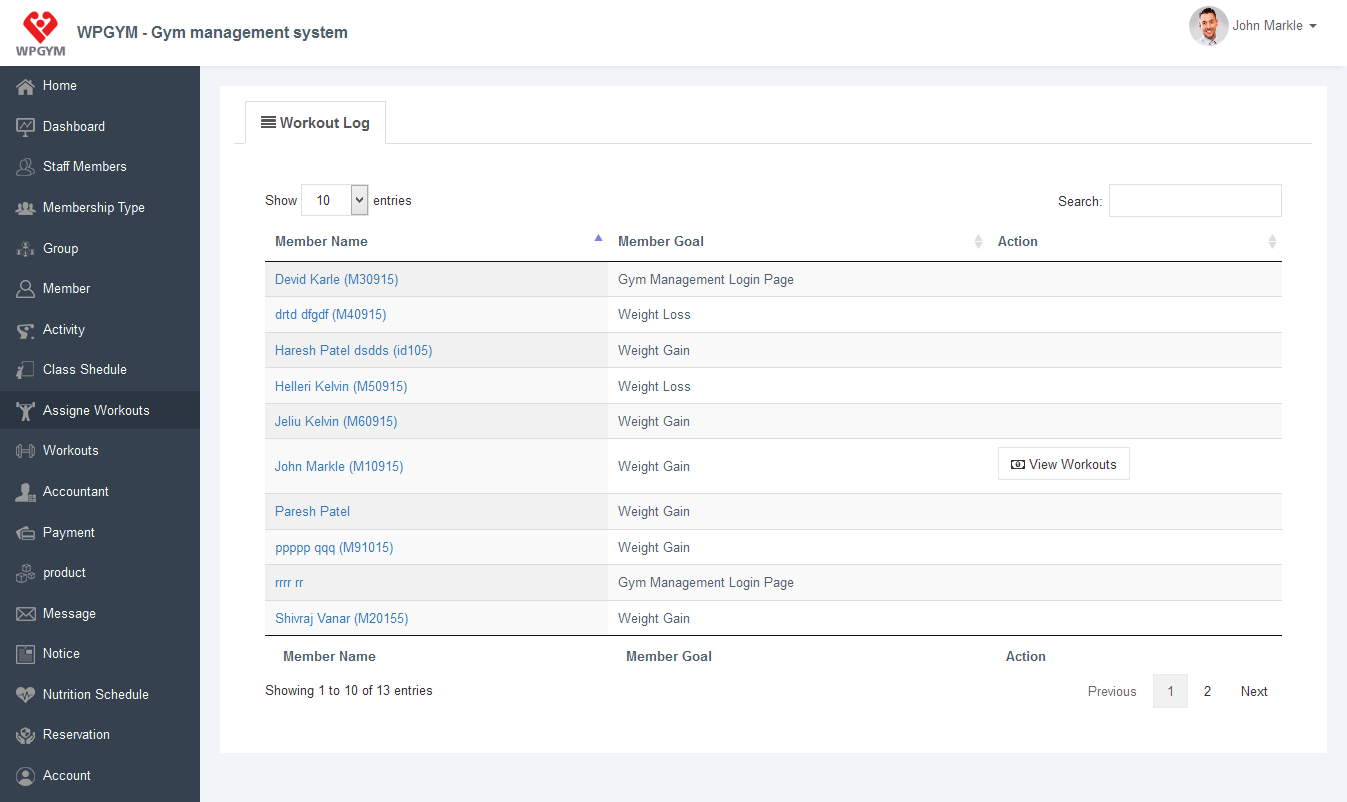 WPGYM
WPGYM - Gym management system
John Markle
Home
Dashboard
Staff Members
Membership Type
Group
Member
Activity
Class Shedule
Assigne Workouts
Workouts
Accountant
Payment
product
Message
Notice
Nutrition Schedule
Reservation
Account
Workout Log
Show 10 entries Search:
Member Name Member Goal Action
Devid Karle (M30915) Gym Management Login Page
drtd dfgdf (M40915) Weight Loss
Haresh Patel dsdds (id105) Weight Gain
Helleri Kelvin (M50915) Weight Loss
Jeliu Kelvin (M60915) Weight Gain
John Markle (M10915) Weight Gain View Workouts
Paresh Patel Weight Gain
ppppp qqq (M91015) Weight Gain
rrrr rr Gym Management Login Page
Shivraj Vanar (M20155) Weight Gain
Member Name Member Goal Action
Showing 1 to 10 of 13 entries Previous 1 2 Next